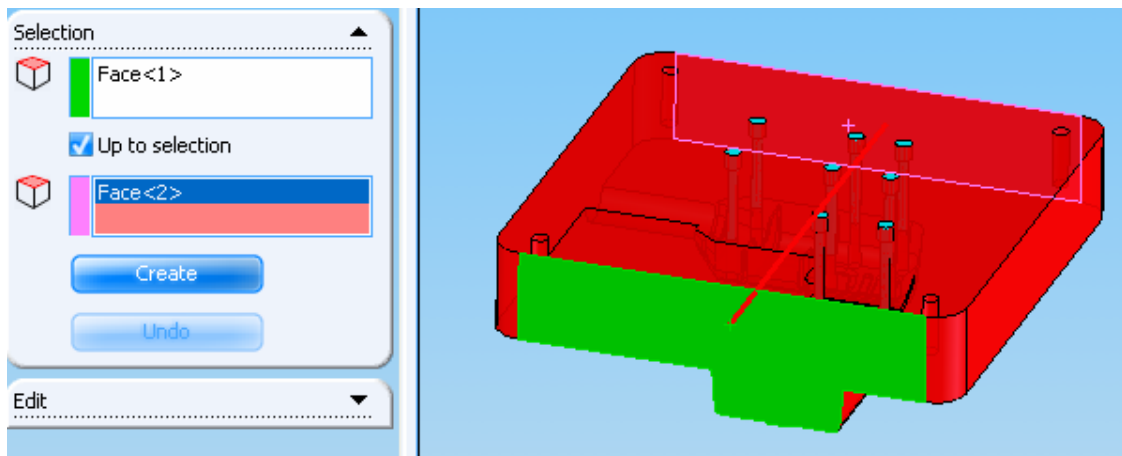 Selection
Face<1>
Up to selection
Face<2>
Create
Undo
Edit